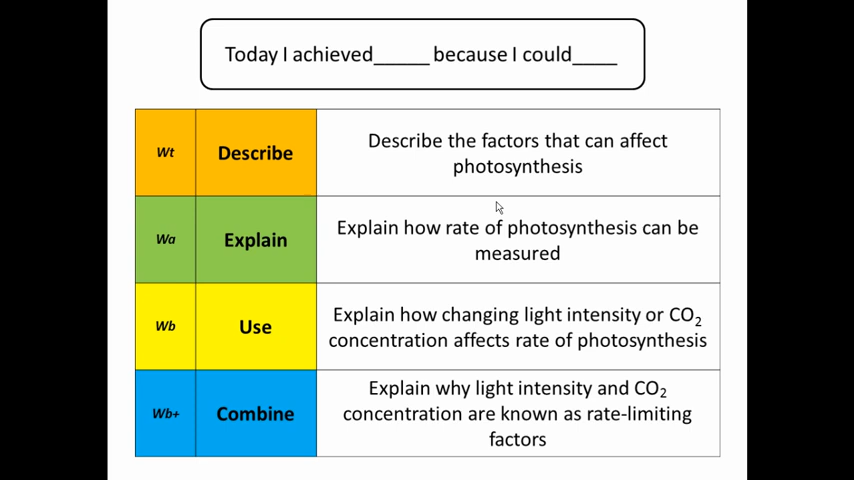 Today I achieved_____ because I could____
Wt
Describe
Describe the factors that can affect
photosynthesis
Wa
Explain
Explain how rate of photosynthesis can be
measured
Wb
Use
Explain how changing light intensity or CO₂
concentration affects rate of photosynthesis
Wb+
Combine
Explain why light intensity and CO₂
concentration are known as rate-limiting
factors